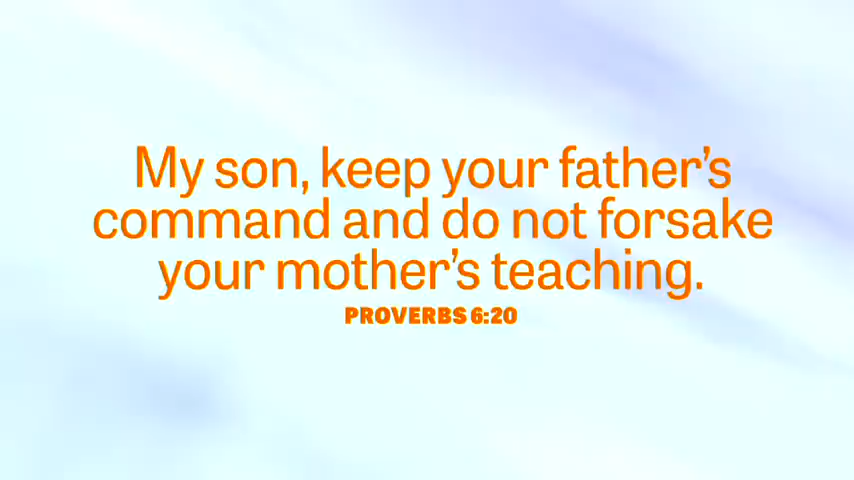 My son, keep your father’s
command and do not forsake
your mother’s teaching.
PROVERBS 6:20